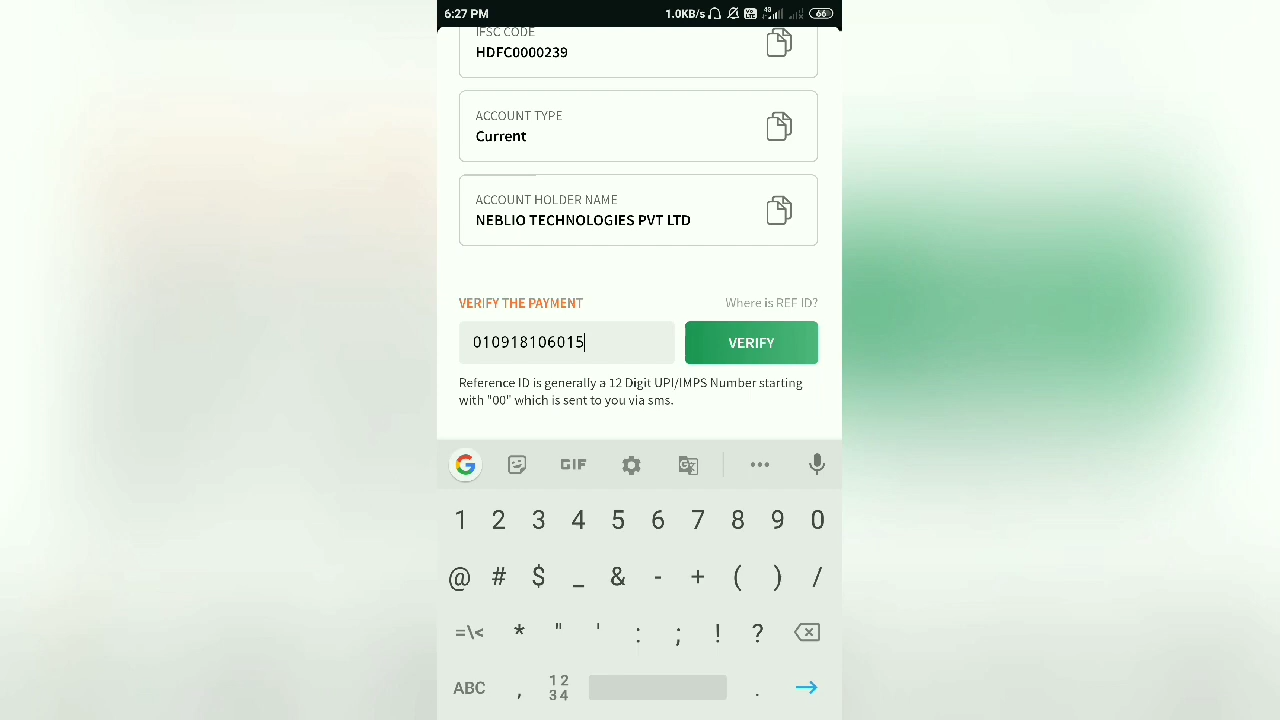 6:27 PM 1.0KB/s 4G 66
IFSC CODE
HDFC0000239
ACCOUNT TYPE
Current
ACCOUNT HOLDER NAME
NEBLIO TECHNOLOGIES PVT LTD
VERIFY THE PAYMENT Where is REF ID?
010918106015 VERIFY
Reference ID is generally a 12 Digit UPI/IMPS Number starting
with "00" which is sent to you via sms.
G GIF
1 2 3 4 5 6 7 8 9 0
@ # $ _ & - + ( ) /
=\< * " ' : ; ! ?
ABC , 1 2 3 4 .